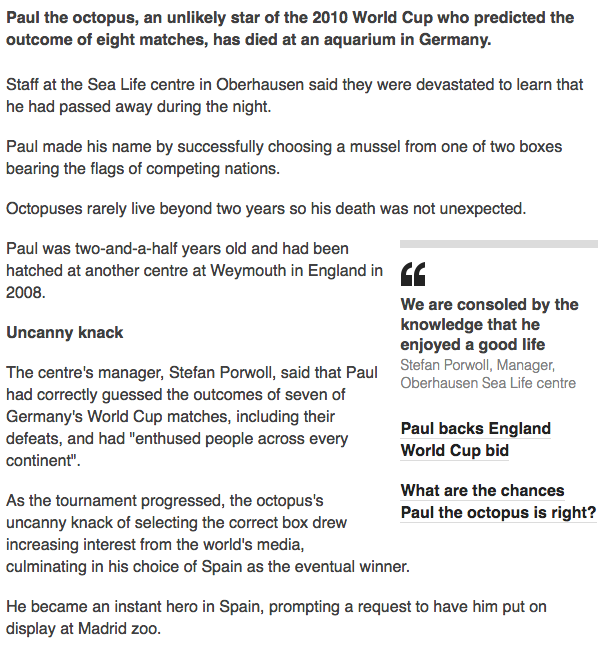 Paul the octopus, an unlikely star of the 2010 World Cup who predicted the
outcome of eight matches, has died at an aquarium in Germany.
Staff at the Sea Life centre in Oberhausen said they were devastated to learn that
he had passed away during the night.
Paul made his name by successfully choosing a mussel from one of two boxes
bearing the flags of competing nations.
Octopuses rarely live beyond two years so his death was not unexpected.
Paul was two-and-a-half years old and had been
hatched at another centre at Weymouth in England in
2008.
Uncanny knack
The centre's manager, Stefan Porwoll, said that Paul
had correctly guessed the outcomes of seven of
Germany's World Cup matches, including their
defeats, and had "enthused people across every
continent".
As the tournament progressed, the octopus's
uncanny knack of selecting the correct box drew
increasing interest from the world's media,
culminating in his choice of Spain as the eventual winner.
He became an instant hero in Spain, prompting a request to have him put on
display at Madrid zoo.
“
We are consoled by the
knowledge that he
enjoyed a good life
Stefan Porwoll, Manager,
Oberhausen Sea Life centre
Paul backs England
World Cup bid
What are the chances
Paul the octopus is right?